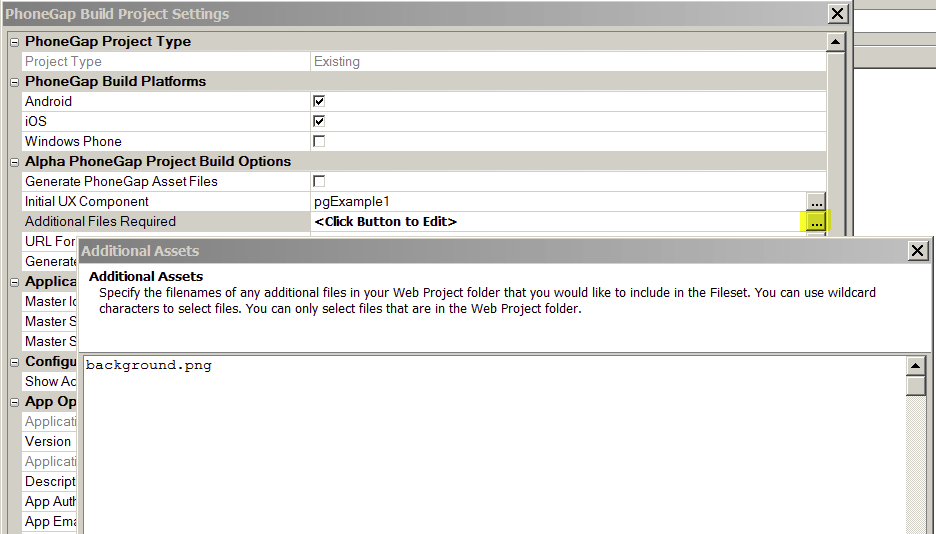 PhoneGap Build Project Settings
PhoneGap Project Type
Project Type Existing
PhoneGap Build Platforms
Android
iOS
Windows Phone
Alpha PhoneGap Project Build Options
Generate PhoneGap Asset Files
Initial UX Component pgExample1 ...
Additional Files Required <Click Button to Edit> ...
URL For
Generate
Applica
Master Ic
Master S
Master S
Configu
Show Ac
App Op
Applicati
Version
Applicati
Descript
App Auth
App Ema
Additional Assets
Additional Assets
Specify the filenames of any additional files in your Web Project folder that you would like to include in the Fileset. You can use wildcard
characters to select files. You can only select files that are in the Web Project folder.
background.png